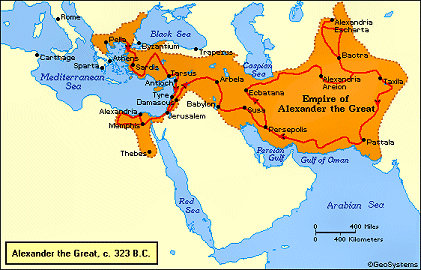 Rome
Black Sea
Alexandria
Escharta
Pella
Byzantium
Trapezus
Carthage
Athens
Sparta
Sardis
Caspian
Sea
Bactra
Mediterranean
Sea
Tarsus
Antioch
Arbela
Ecbatana
Alexandria
Areion
Taxila
Tyre
Damascus
Empire of
Alexander the Great
Alexandria
Babylon
Susa
Memphis
Jerusalem
Persepolis
Thebes
Pattala
Persian
Gulf
Gulf of Oman
Red
Sea
Arabian
Sea
0 400 Miles
0 400 Kilometers
Alexander the Great, c. 323 B.C.
©GeoSystems